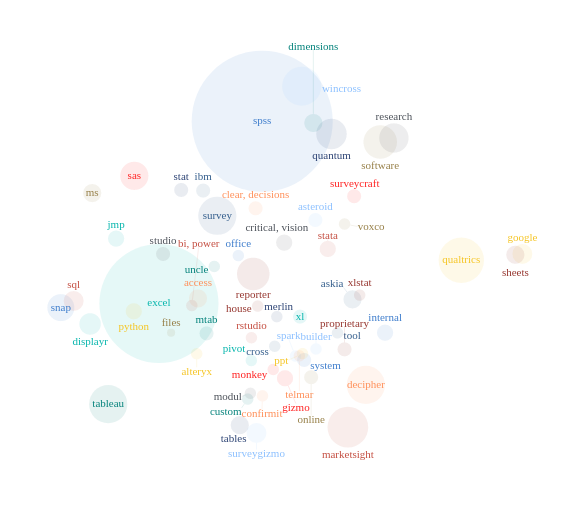 dimensions
wincross
spss
research
quantum
software
sas
stat
ibm
surveycraft
ms
clear, decisions
asteroid
survey
jmp
voxco
critical, vision
stata
google
studio
bi, power
office
qualtrics
uncle
sheets
sql
access
askia
xlstat
reporter
excel
house
merlin
snap
xl
internal
python
files
mtab
rstudio
proprietary
spark
builder
tool
displayr
pivot
cross
ppt
system
alteryx
monkey
decipher
modul
telmar
tableau
custom
confirmit
gizmo
online
tables
surveygizmo
marketsight